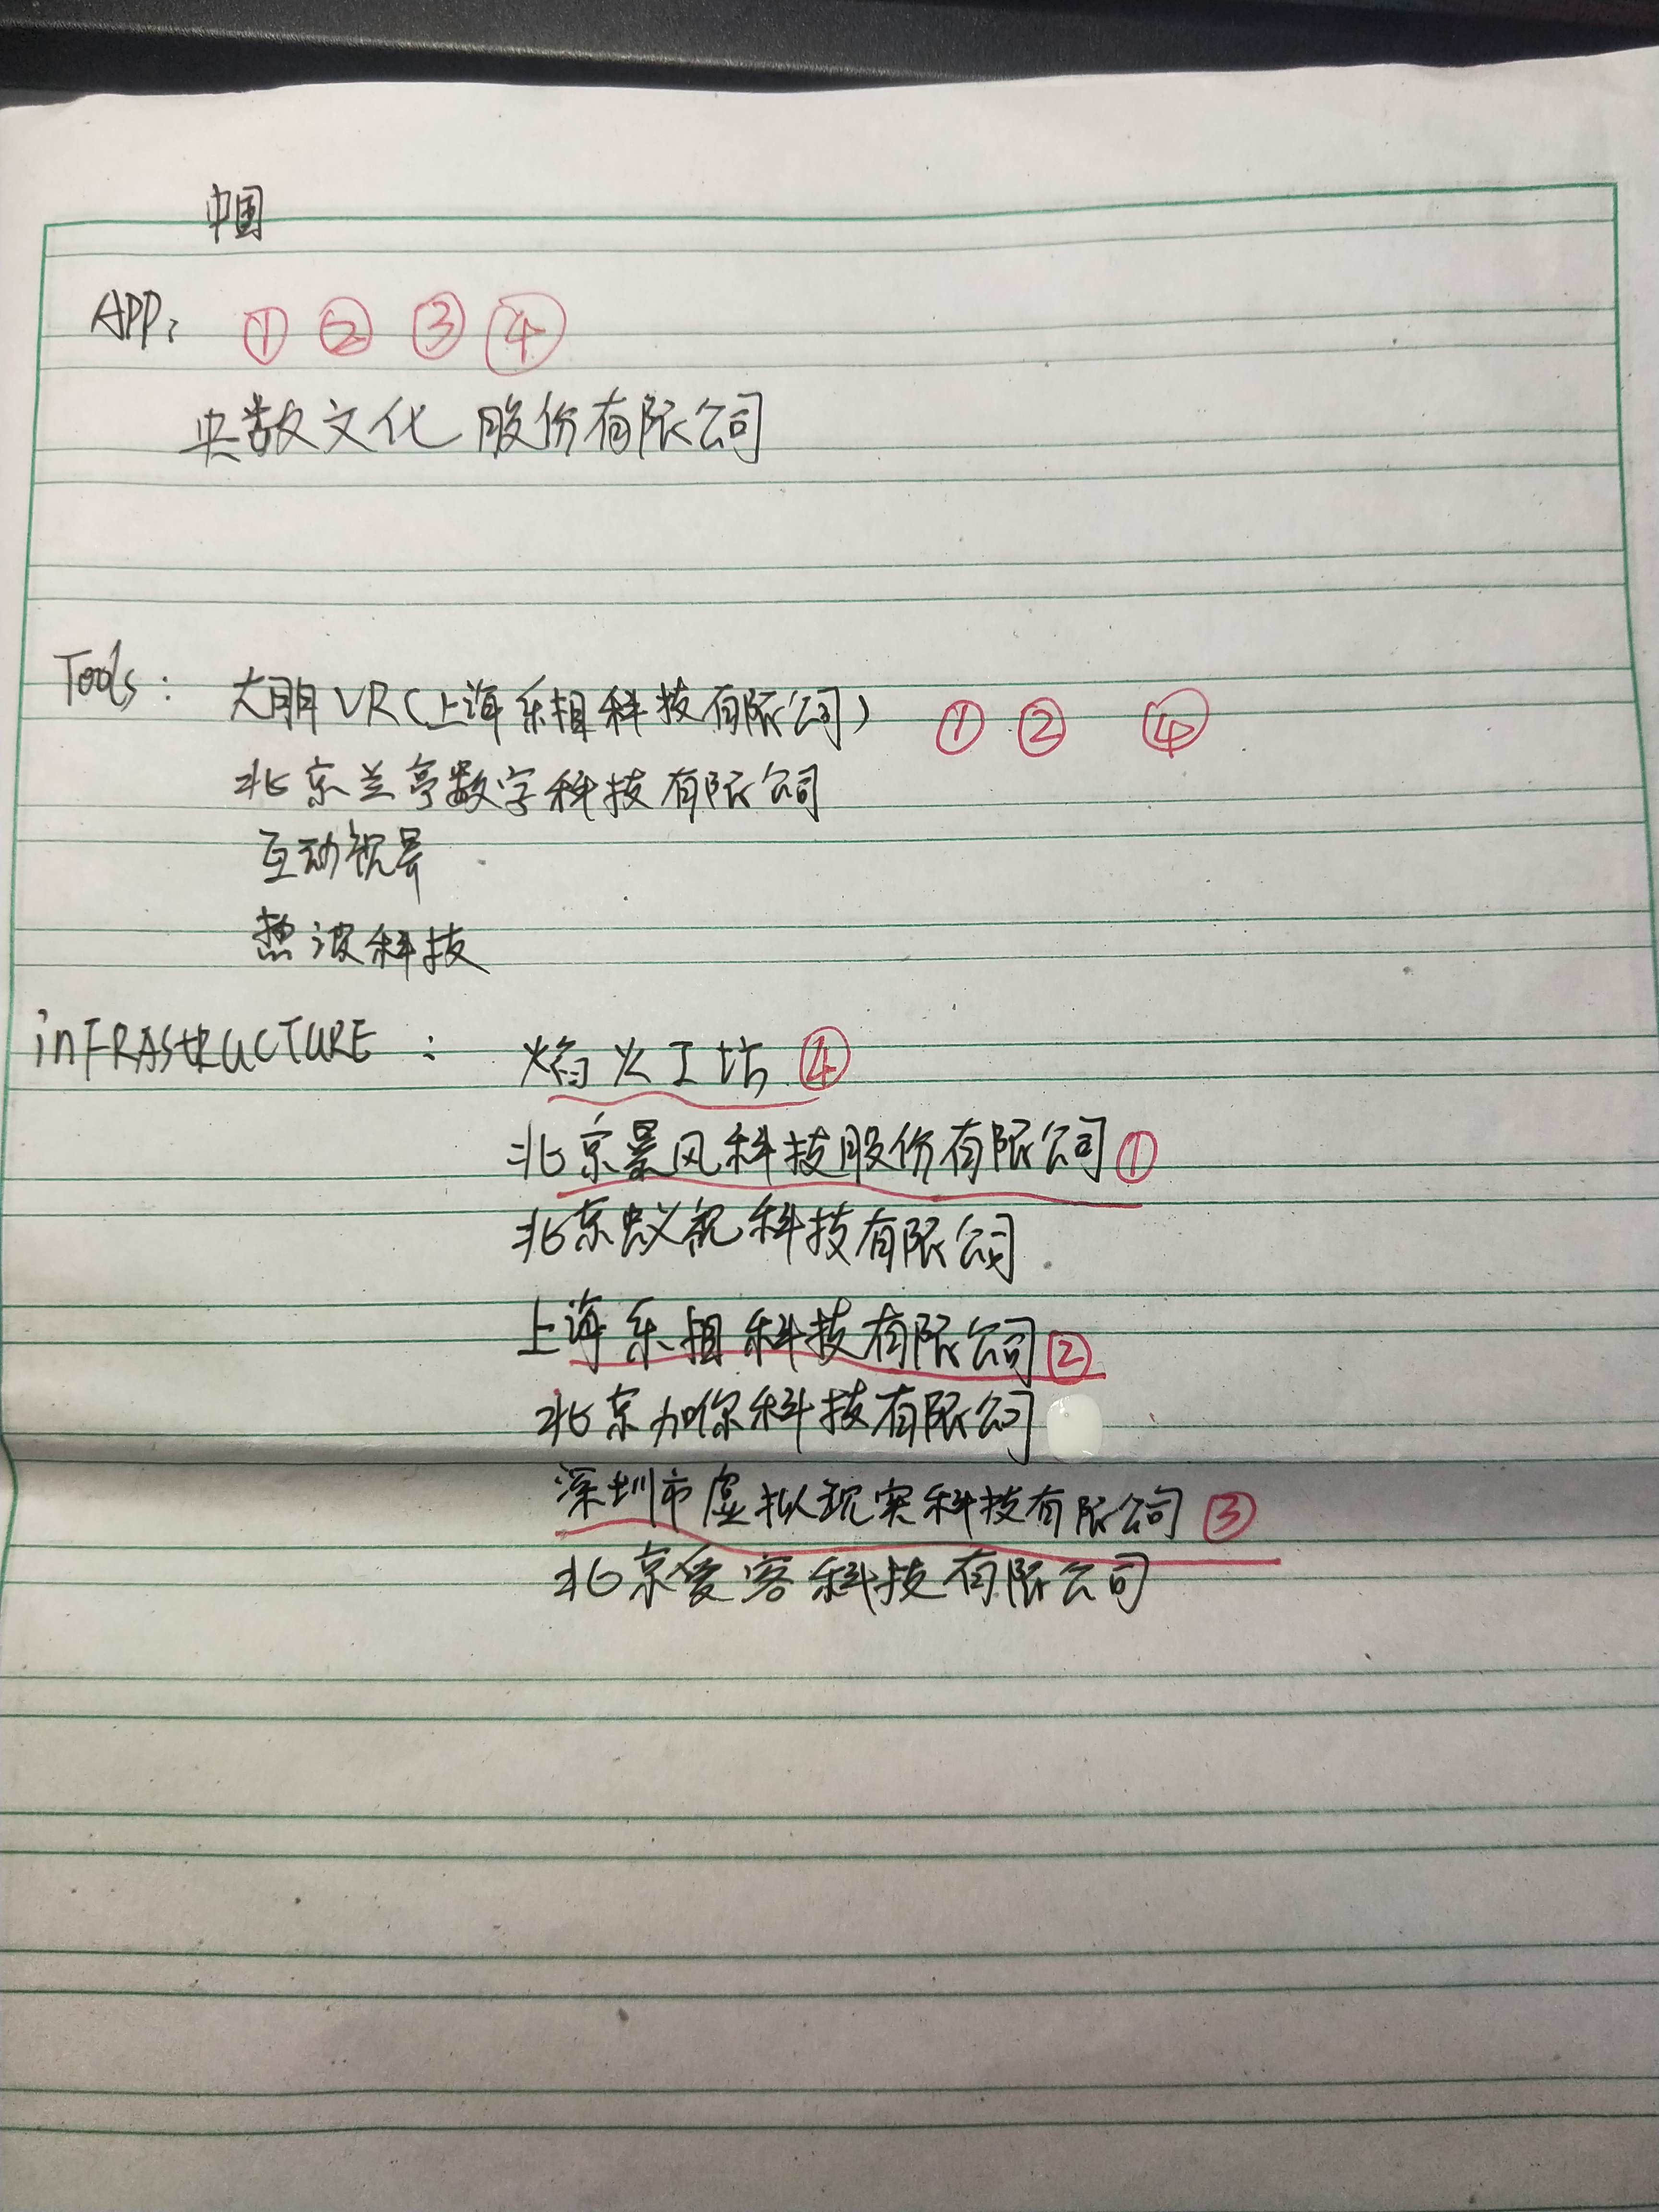 中国
APP: ① ② ③ ④
央数文化股份有限公司
Tools: 大朋VR(上海乐相科技有限公司) ① ② ④
北京兰亭数字科技有限公司
互动视界
热波科技
inFRAStRUCTURE: 焰火工坊 ④
北京暴风科技股份有限公司 ①
北京蚁视科技有限公司
上海乐相科技有限公司 ②
北京加你科技有限公司
深圳市虚拟现实科技有限公司 ③
北京爱客科技有限公司